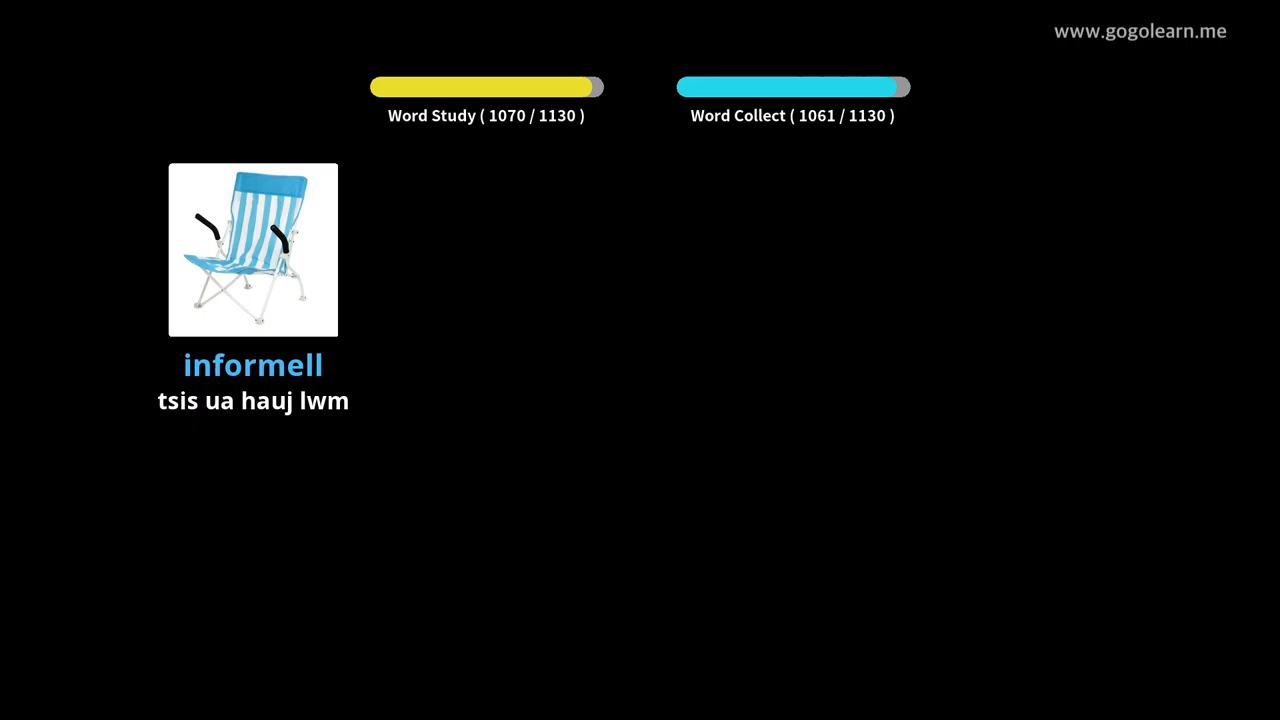 www.gogolearn.me
Word Study ( 1070 / 1130 )
Word Collect ( 1061 / 1130 )
informell
tsis ua hauj lwm